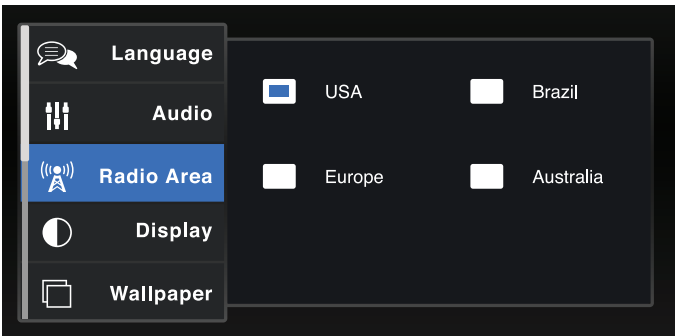 Language
Audio
Radio Area
Display
Wallpaper
USA
Brazil
Europe
Australia